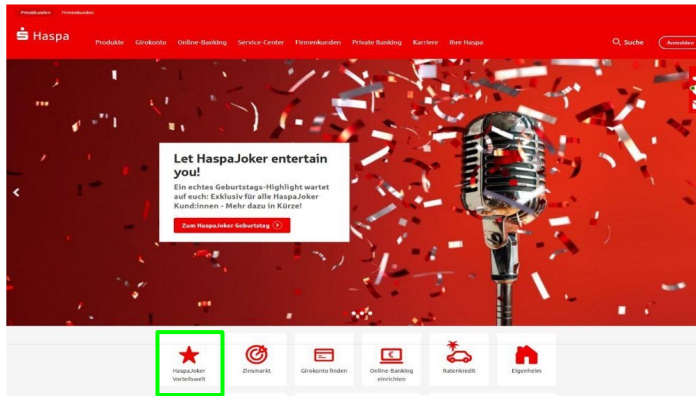 Privatkunden Firmenkunden
Haspa
Produkte Girokonto Online-Banking Service-Center Firmenkunden Private Banking Karriere Ihre Haspa Suche Anmelden
Let HaspaJoker entertain
you!
Ein echtes Geburtstags-Highlight wartet
auf euch: Exklusiv für alle HaspaJoker
Kund:innen - Mehr dazu in Kürze!
Zum HaspaJoker Geburtstag
HaspaJoker Vorteilswelt
Zinsmarkt
Girokonto finden
Online-Banking einrichten
Ratenkredit
Eigenheim